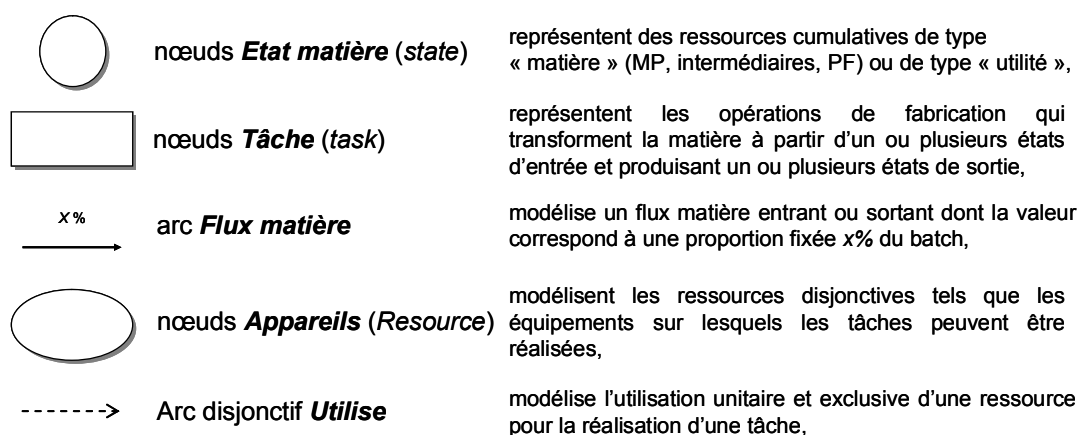 nœuds Etat matière (state)
représentent des ressources cumulatives de type
« matière » (MP, intermédiaires, PF) ou de type « utilité »,
nœuds Tâche (task)
représentent les opérations de fabrication qui
transforment la matière à partir d'un ou plusieurs états
d'entrée et produisant un ou plusieurs états de sortie,
x %
arc Flux matière
modélise un flux matière entrant ou sortant dont la valeur
correspond à une proportion fixée x% du batch,
nœuds Appareils (Resource)
modélisent les ressources disjonctives tels que les
équipements sur lesquels les tâches peuvent être
réalisées,
Arc disjonctif Utilise
modélise l'utilisation unitaire et exclusive d'une ressource
pour la réalisation d'une tâche,